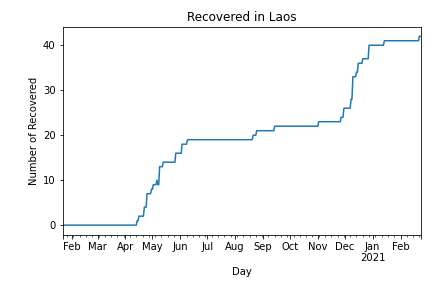 Recovered in Laos
Number of Recovered
40
30
20
10
0
Feb Mar Apr May Jun Jul Aug Sep Oct Nov Dec Jan Feb
2021
Day